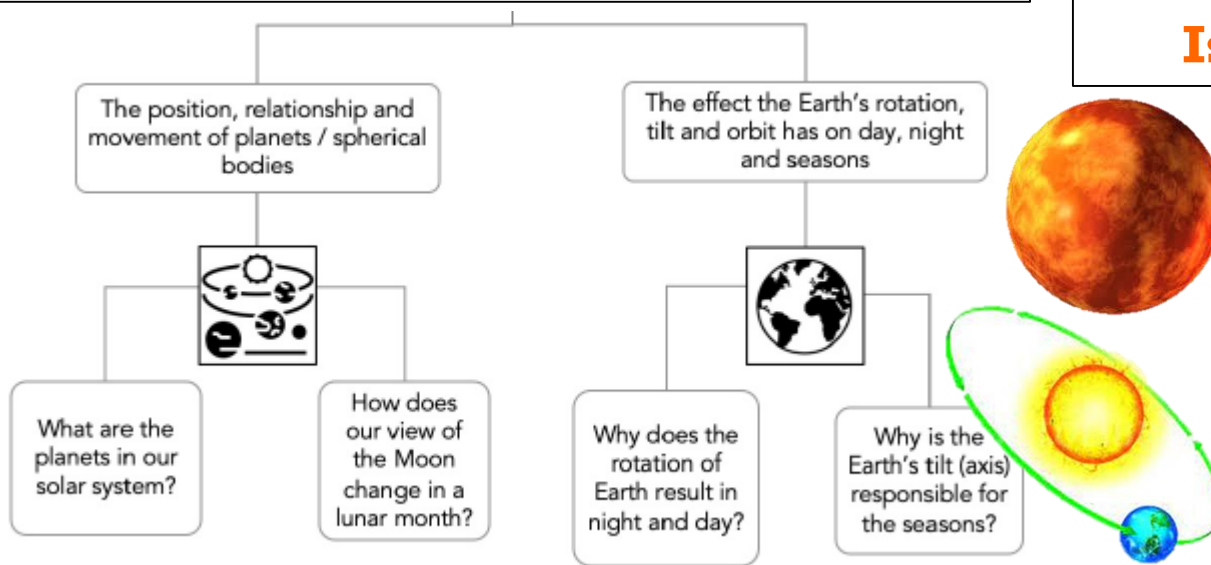 Is
The position, relationship and
movement of planets / spherical
bodies
The effect the Earth's rotation,
tilt and orbit has on day, night
and seasons
What are the
planets in our
solar system?
How does
our view of
the Moon
change in a
lunar month?
Why does the
rotation of
Earth result in
night and day?
Why is the
Earth's tilt (axis)
responsible for
the seasons?